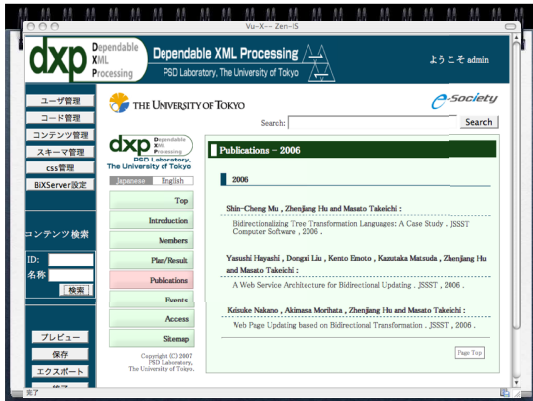 Vu-X-- Zen-IS
dxp Dependable XML Processing
Dependable XML Processing
PSD Laboratory, The University of Tokyo
ようこそ admin
ユーザ管理
コード管理
コンテンツ管理
スキーマ管理
css管理
BiXServer設定
コンテンツ検索
ID:
名称
検索
プレビュー
保存
エクスポート
THE UNIVERSITY OF TOKYO
e-Society
Search:
Search
dxp Dependable XML Processing
PSD Laboratory,
The University of Tokyo
Japanese English
Top
Introduction
Members
Plan/Result
Publications
Events
Access
Sitemap
Copyright (C) 2007
PSD Laboratory,
The University of Tokyo.
Publications – 2006
2006
Shin-Cheng Mu , Zhenjiang Hu and Masato Takeichi :
Bidirectionalizing Tree Transformation Languages: A Case Study . JSSST
Computer Software , 2006 .
Yasushi Hayashi , Dongxi Liu , Kento Emoto , Kazutaka Matsuda , Zhenjiang Hu
and Masato Takeichi :
A Web Service Architecture for Bidirectional Updating . JSSST , 2006 .
Keisuke Nakano , Akimasa Morihata , Zhenjiang Hu and Masato Takeichi :
Web Page Updating based on Bidirectional Transformation . JSSST , 2006 .
Page Top
完了